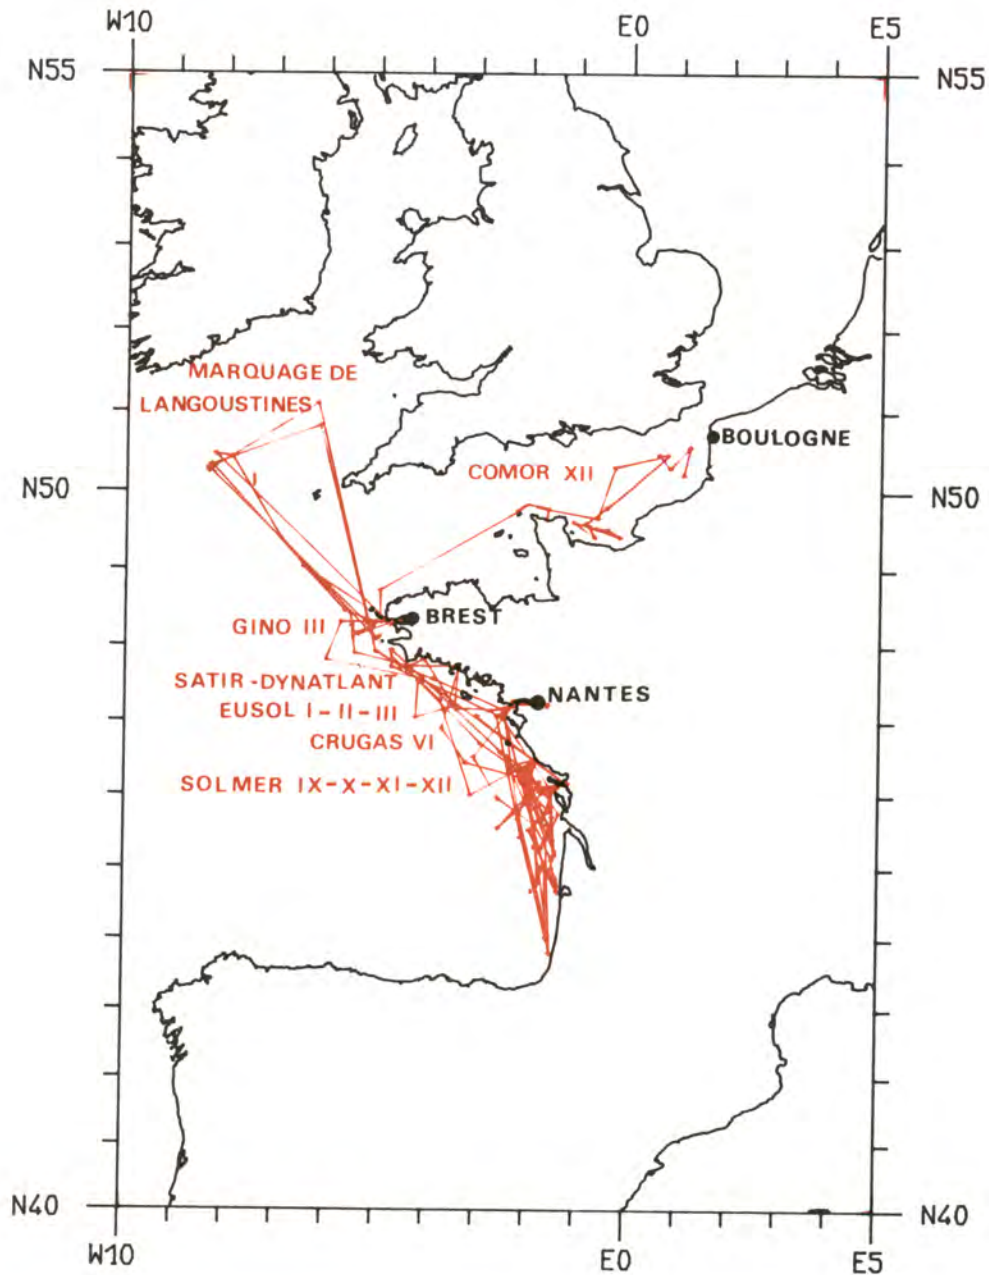 W10 E0 E5
N55 N55
MARQUAGE DE
LANGOUSTINES
BOULOGNE
COMOR XII
N50 N50
BREST
GINO III
SATIR-DYNATLANT
NANTES
EUSOL I-II-III
CRUGAS VI
SOLMER IX-X-XI-XII
N40 N40
W10 E0 E5